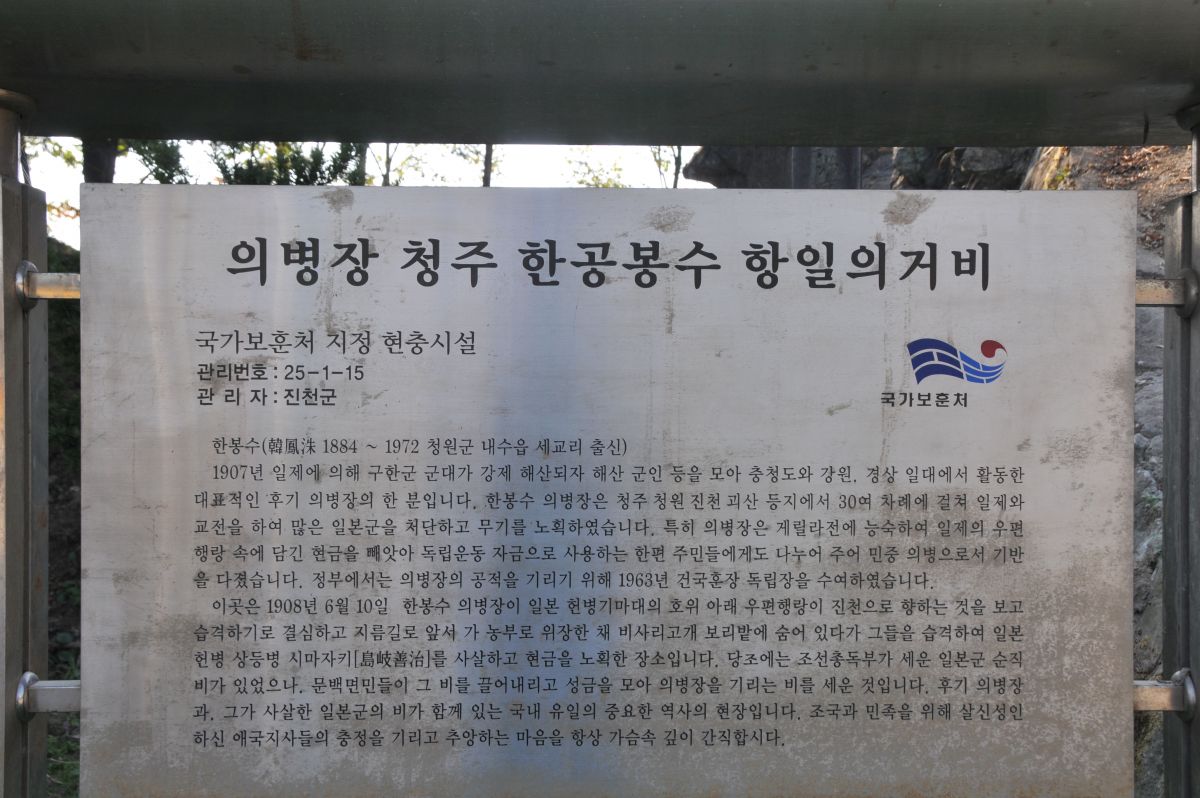 의병장 청주 한공봉수 항일의거비
국가보훈처 지정 현충시설
관리번호 : 25-1-15
관 리 자 : 진천군
국가보훈처
한봉수(韓鳳洙 1884 ~ 1972 청원군 내수읍 세교리 출신)
1907년 일제에 의해 구한군 군대가 강제 해산되자 해산 군인 등을 모아 충청도와 강원, 경상 일대에서 활동한
대표적인 후기 의병장의 한 분입니다. 한봉수 의병장은 청주 청원 진천 괴산 등지에서 30여 차례에 걸쳐 일제와
교전을 하여 많은 일본군을 처단하고 무기를 노획하였습니다. 특히 의병장은 게릴라전에 능숙하여 일제의 우편
행랑 속에 담긴 현금을 빼앗아 독립운동 자금으로 사용하는 한편 주민들에게도 나누어 주어 민중 의병으로서 기반
을 다졌습니다. 정부에서는 의병장의 공적을 기리기 위해 1963년 건국훈장 독립장을 수여하였습니다.
이곳은 1908년 6월 10일 한봉수 의병장이 일본 헌병기마대의 호위 아래 우편행랑이 진천으로 향하는 것을 보고
습격하기로 결심하고 지름길로 앞서 가 농부로 위장한 채 비사리고개 보리밭에 숨어 있다가 그들을 습격하여 일본
헌병 상등병 시마자키[島岐善治]를 사살하고 현금을 노획한 장소입니다. 당조에는 조선총독부가 세운 일본군 순직
비가 있었으나, 문백면민들이 그 비를 끌어내리고 성금을 모아 의병장을 기리는 비를 세운 것입니다. 후기 의병장
과, 그가 사살한 일본군의 비가 함께 있는 국내 유일의 중요한 역사의 현장입니다. 조국과 민족을 위해 살신성인
하신 애국지사들의 충정을 기리고 추앙하는 마음을 항상 가슴속 깊이 간직합시다.